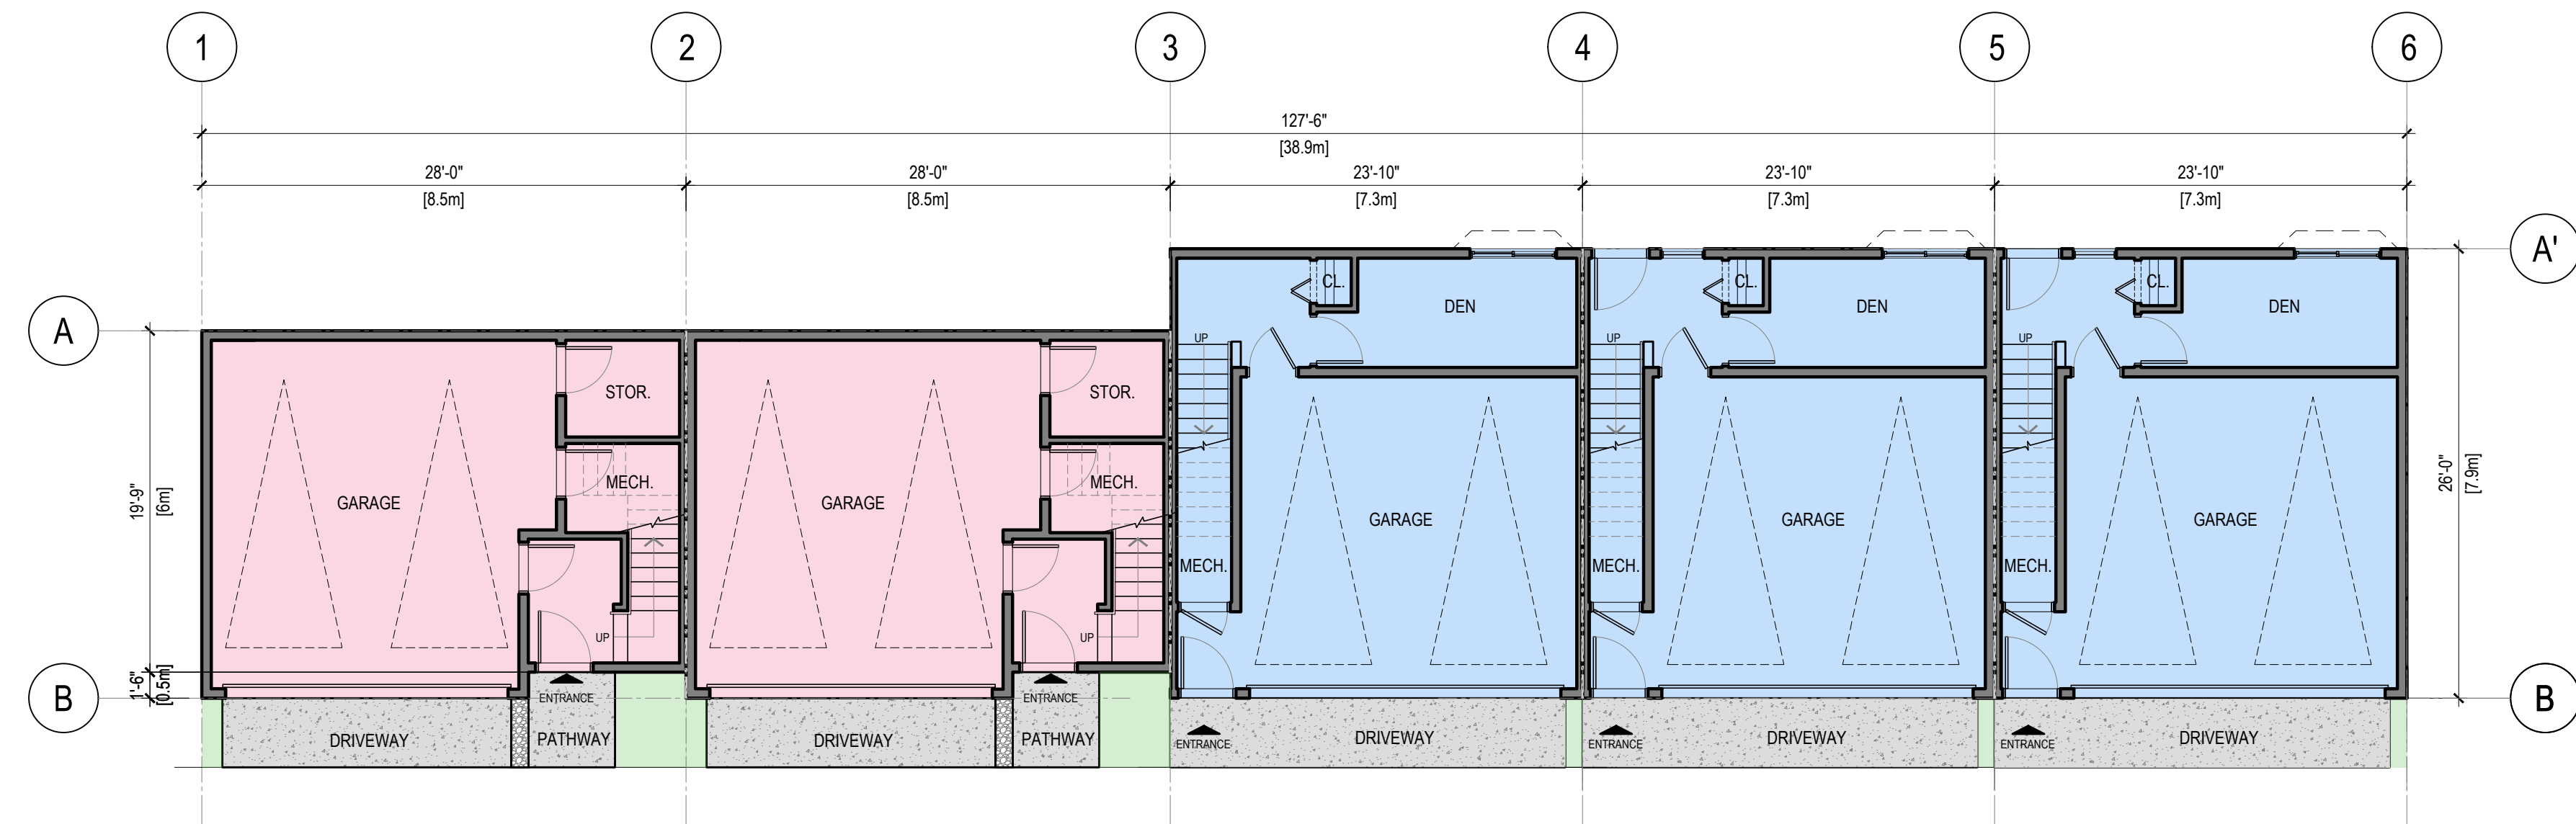 1
2
3
4
5
6
127'-6"
[38.9m]
28'-0"
28'-0"
23'-10"
23'-10"
23'-10"
[8.5m]
[8.5m]
[7.3m]
[7.3m]
[7.3m]
A'
CL.
CL.
CL.
DEN
DEN
DEN
A
UP
UP
UP
STOR.
STOR.
MECH.
MECH.
26'-0"
[7.9m]
19'-9"
[6m]
GARAGE
GARAGE
GARAGE
GARAGE
GARAGE
MECH.
MECH.
MECH.
UP
UP
1'-6"
[0.5m]
B
ENTRANCE
ENTRANCE
B
DRIVEWAY
PATHWAY
DRIVEWAY
PATHWAY
ENTRANCE
DRIVEWAY
ENTRANCE
DRIVEWAY
ENTRANCE
DRIVEWAY